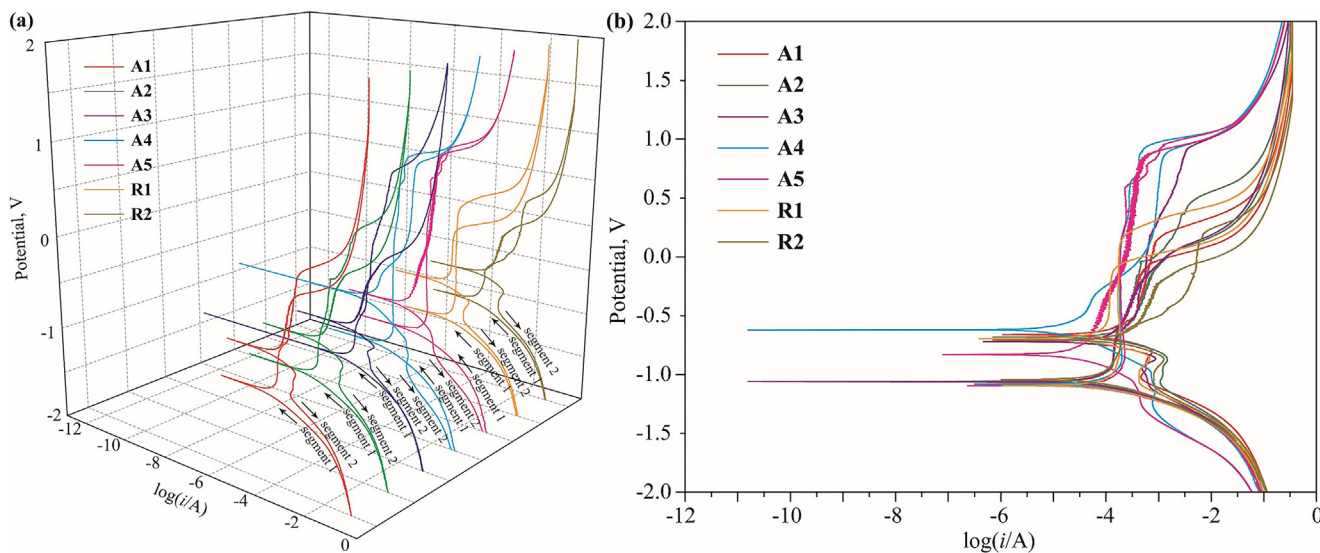 (a)
2
1
0
-1
-2
Potential, V
A1
A2
A3
A4
A5
R1
R2
segment 1
segment 2
segment 1
segment 2
segment 1
segment 2
segment 1
segment 2
segment 1
segment 2
segment 1
segment 2
segment 1
segment 2
-12
-10
-8
-6
-4
-2
0
log(i/A)
(b)
2.0
1.5
1.0
0.5
0.0
-0.5
-1.0
-1.5
-2.0
Potential, V
A1
A2
A3
A4
A5
R1
R2
-12
-10
-8
-6
-4
-2
0
log(i/A)